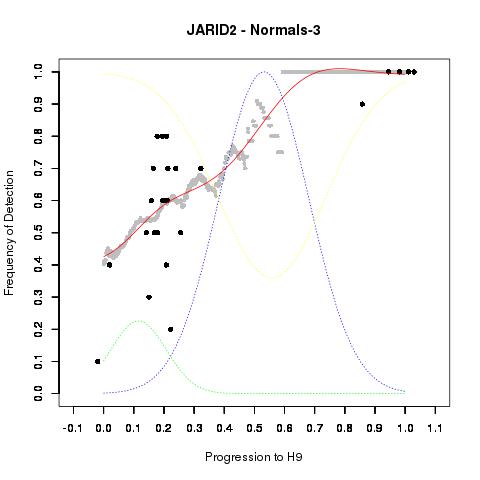 JARID2 - Normals-3
Frequency of Detection
1.0
0.9
0.8
0.7
0.6
0.5
0.4
0.3
0.2
0.1
0.0
-0.1 0.0 0.1 0.2 0.3 0.4 0.5 0.6 0.7 0.8 0.9 1.0 1.1
Progression to H9